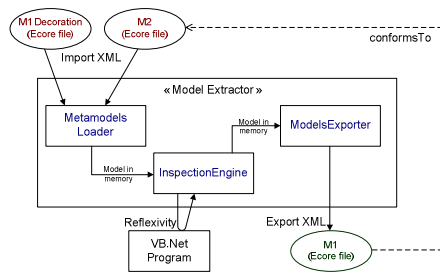 M1 Decoration
(Ecore file)
M2
(Ecore file)
conformsTo
Import XML
« Model Extractor »
Metamodels
Loader
Model in
memory
ModelsExporter
Model in
memory
InspectionEngine
Reflexivity
Export XML
VB.Net
Program
M1
(Ecore file)